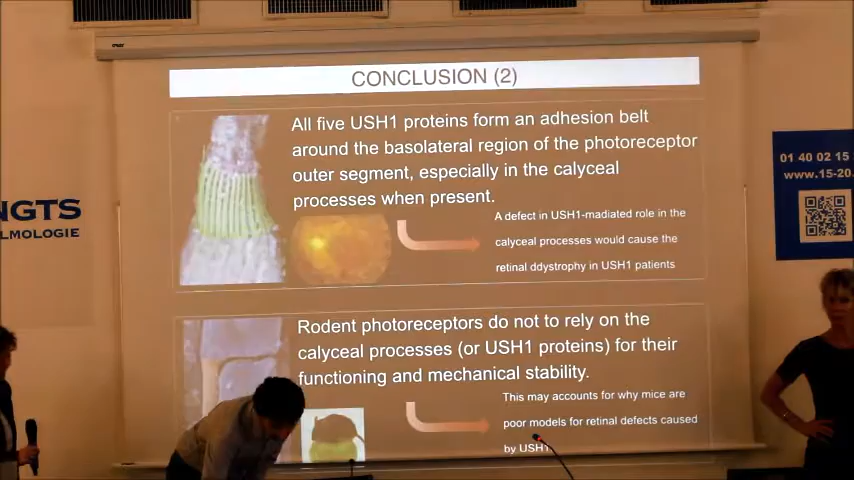 CONCLUSION (2)
All five USH1 proteins form an adhesion belt
around the basolateral region of the photoreceptor
outer segment, especially in the calyceal
processes when present.
A defect in USH1-madiated role in the
calyceal processes would cause the
retinal ddystrophy in USH1 patients
Rodent photoreceptors do not to rely on the
calyceal processes (or USH1 proteins) for their
functioning and mechanical stability.
This may accounts for why mice are
poor models for retinal defects caused
by USH1
NGTS
LMOLOGIE
01 40 02 15
www.15-20.